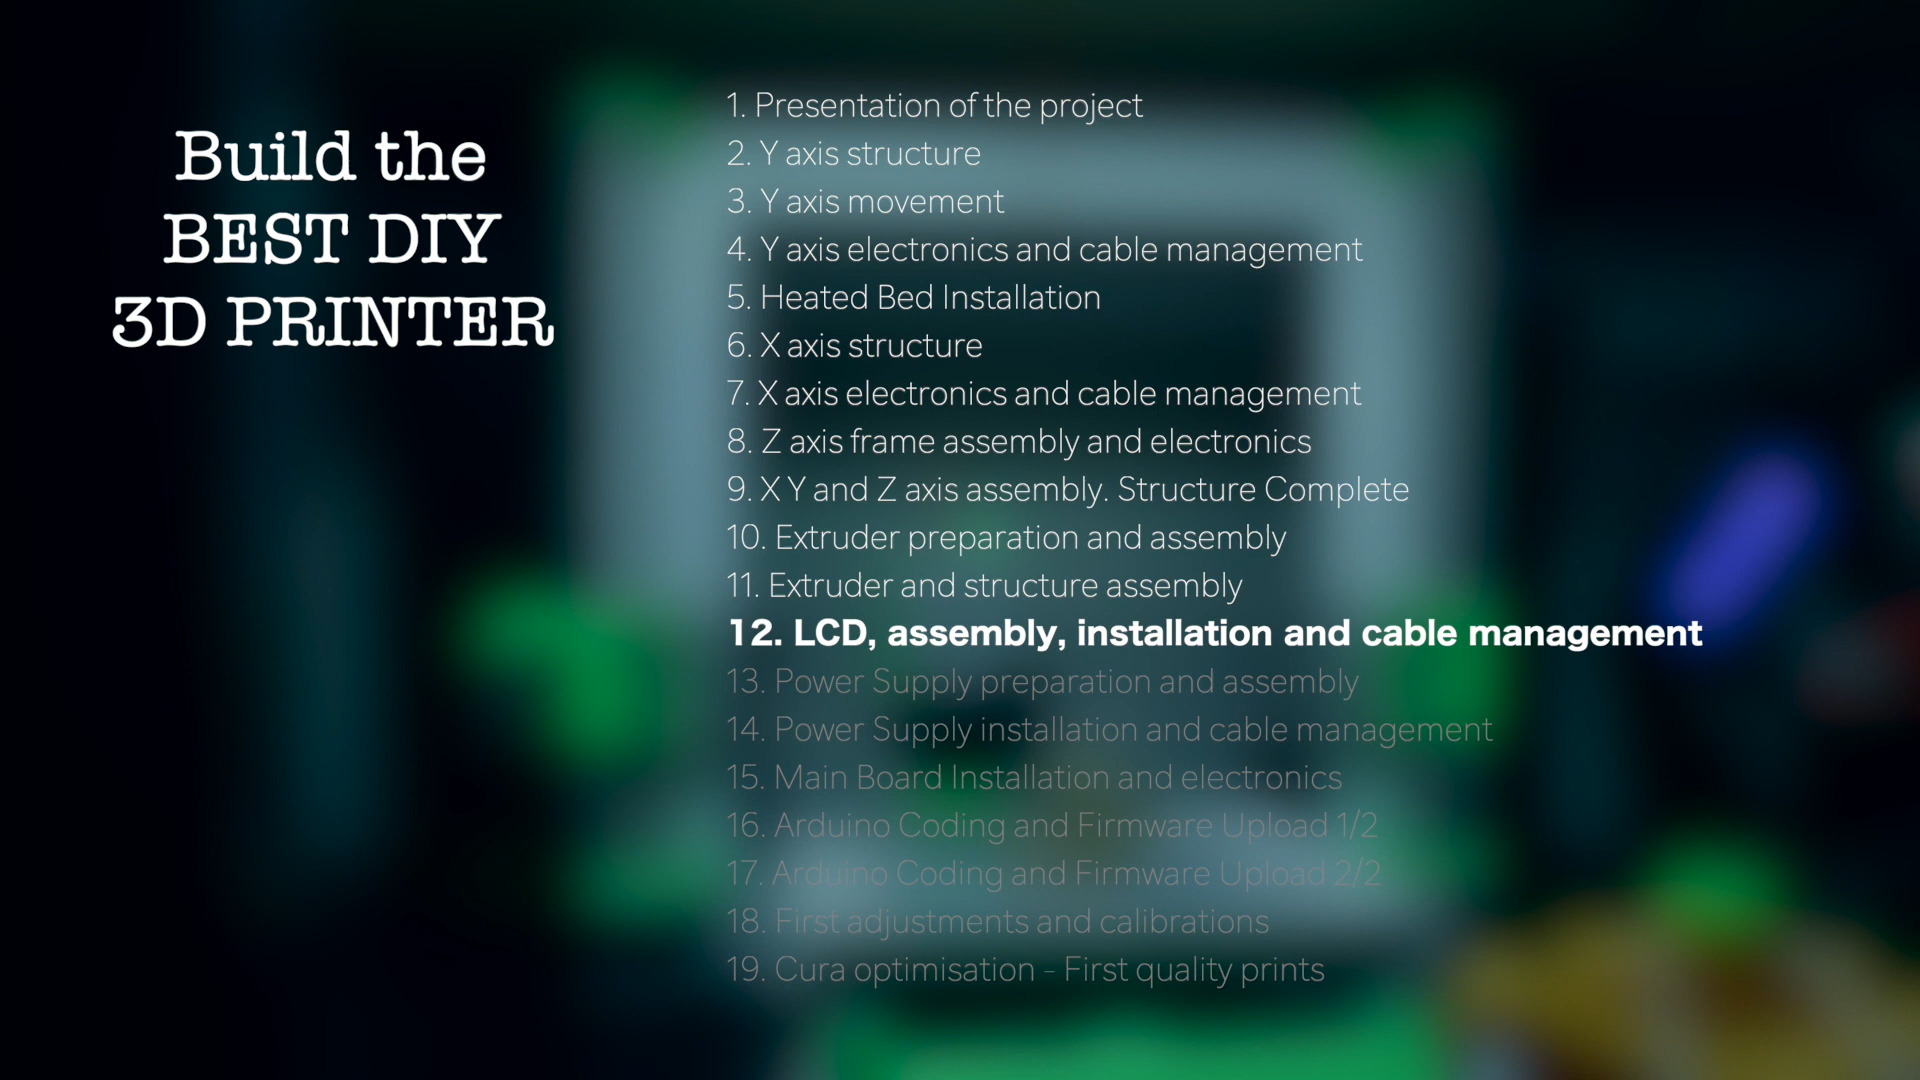 Build the
BEST DIY
3D PRINTER
1. Presentation of the project
2. Y axis structure
3. Y axis movement
4. Y axis electronics and cable management
5. Heated Bed Installation
6. X axis structure
7. X axis electronics and cable management
8. Z axis frame assembly and electronics
9. X Y and Z axis assembly. Structure Complete
10. Extruder preparation and assembly
11. Extruder and structure assembly
12. LCD, assembly, installation and cable management
13. Power Supply preparation and assembly
14. Power Supply installation and cable management
15. Main Board Installation and electronics
16. Arduino Coding and Firmware Upload 1/2
17. Arduino Coding and Firmware Upload 2/2
18. First adjustments and calibrations
19. Cura optimisation - First quality prints